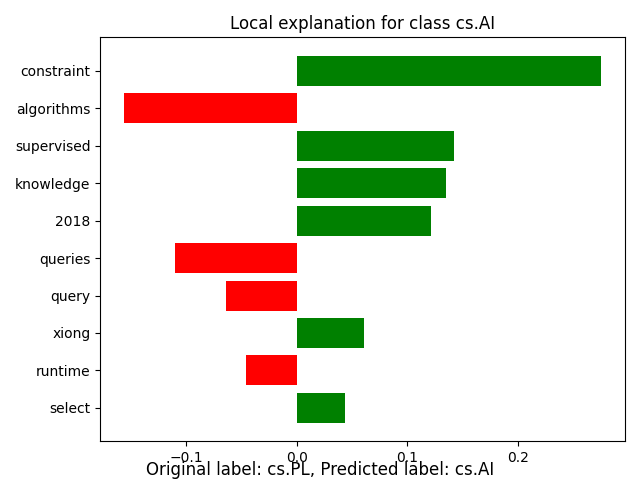 Local explanation for class cs.AI
constraint
algorithms
supervised
knowledge
2018
queries
query
xiong
runtime
select
−0.1 0.0 0.1 0.2
Original label: cs.PL, Predicted label: cs.AI